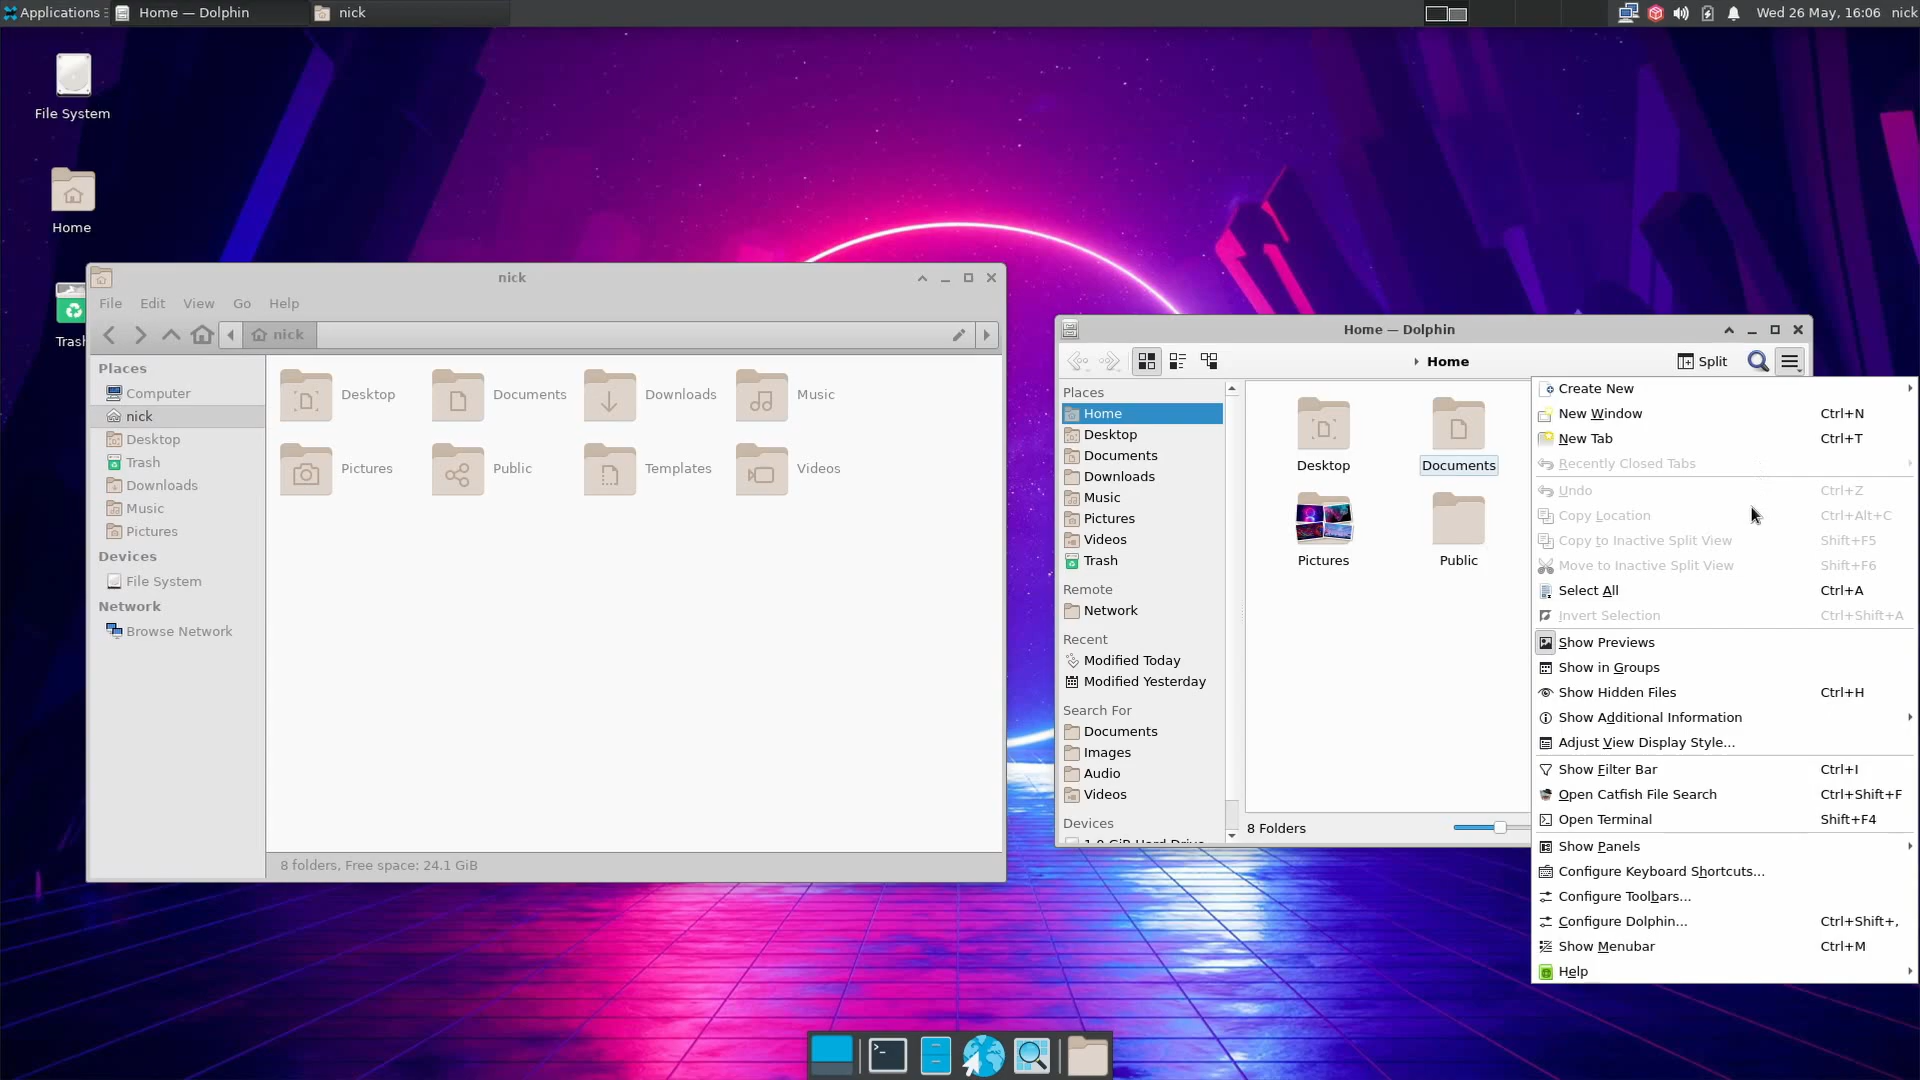 Applications
Home — Dolphin
nick
Wed 26 May, 16:06
nick
File System
Home
Trash
nick
File Edit View Go Help
nick
Places
Computer
nick
Desktop
Trash
Downloads
Music
Pictures
Devices
File System
Network
Browse Network
Desktop
Documents
Downloads
Music
Pictures
Public
Templates
Videos
8 folders, Free space: 24.1 GiB
Home — Dolphin
Home
Split
Places
Home
Desktop
Documents
Downloads
Music
Pictures
Videos
Trash
Remote
Network
Recent
Modified Today
Modified Yesterday
Search For
Documents
Images
Audio
Videos
Devices
Desktop
Documents
Pictures
Public
8 Folders
Create New
New Window Ctrl+N
New Tab Ctrl+T
Recently Closed Tabs
Undo Ctrl+Z
Copy Location Ctrl+Alt+C
Copy to Inactive Split View Shift+F5
Move to Inactive Split View Shift+F6
Select All Ctrl+A
Invert Selection Ctrl+Shift+A
Show Previews
Show in Groups
Show Hidden Files Ctrl+H
Show Additional Information
Adjust View Display Style...
Show Filter Bar Ctrl+I
Open Catfish File Search Ctrl+Shift+F
Open Terminal Shift+F4
Show Panels
Configure Keyboard Shortcuts...
Configure Toolbars...
Configure Dolphin... Ctrl+Shift+,
Show Menubar Ctrl+M
Help